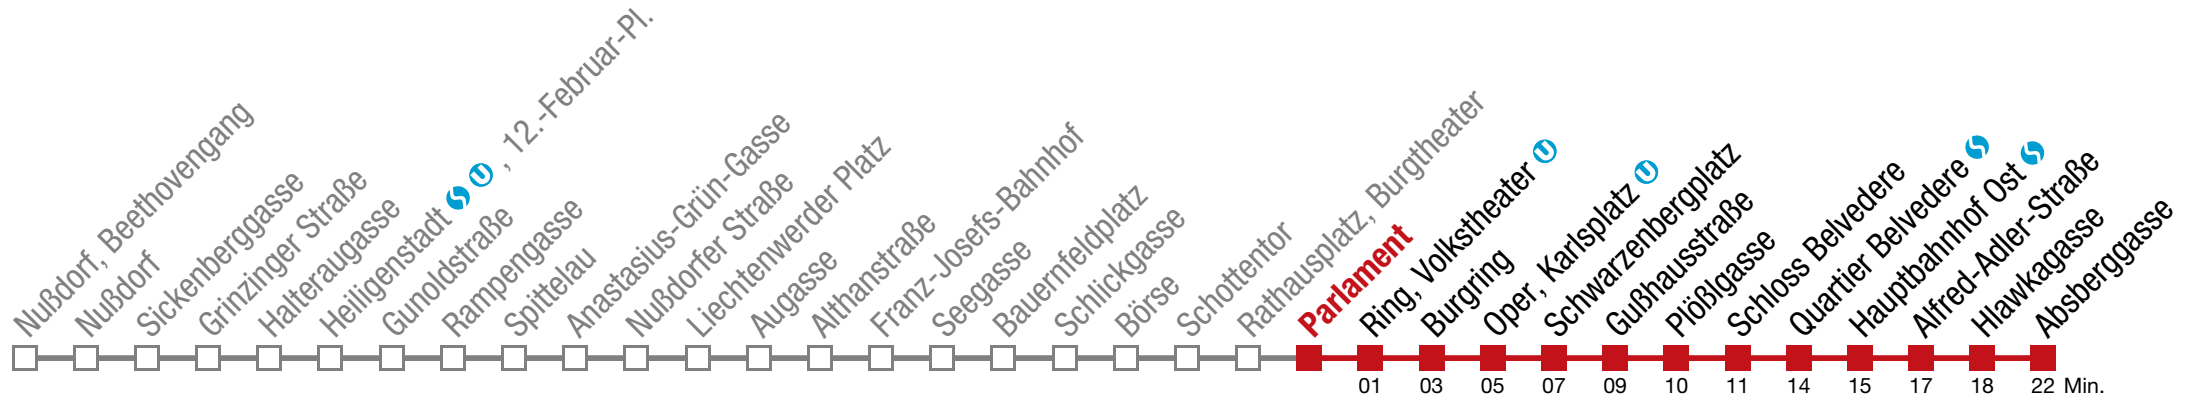 Nußdorf, Beethovengang
Nußdorf
Sickenberggasse
Grinzinger Straße
Halteraugasse
Heiligenstadt S U , 12.-Februar-Pl.
Gunoldstraße
Rampengasse
Spittelau
Anastasius-Grün-Gasse
Nußdorfer Straße
Liechtenwerder Platz
Augasse
Althanstraße
Franz-Josefs-Bahnhof
Seegasse
Bauernfeldplatz
Schlickgasse
Börse
Schottentor
Rathausplatz, Burgtheater
Parlament
Ring, Volkstheater U
Burgring
Oper, Karlsplatz U
Schwarzenbergplatz
Gußhausstraße
Plößlgasse
Schloss Belvedere
Quartier Belvedere S
Hauptbahnhof Ost S
Alfred-Adler-Straße
Hlawkagasse
Absberggasse
01 03 05 07 09 10 11 14 15 17 18 22 Min.